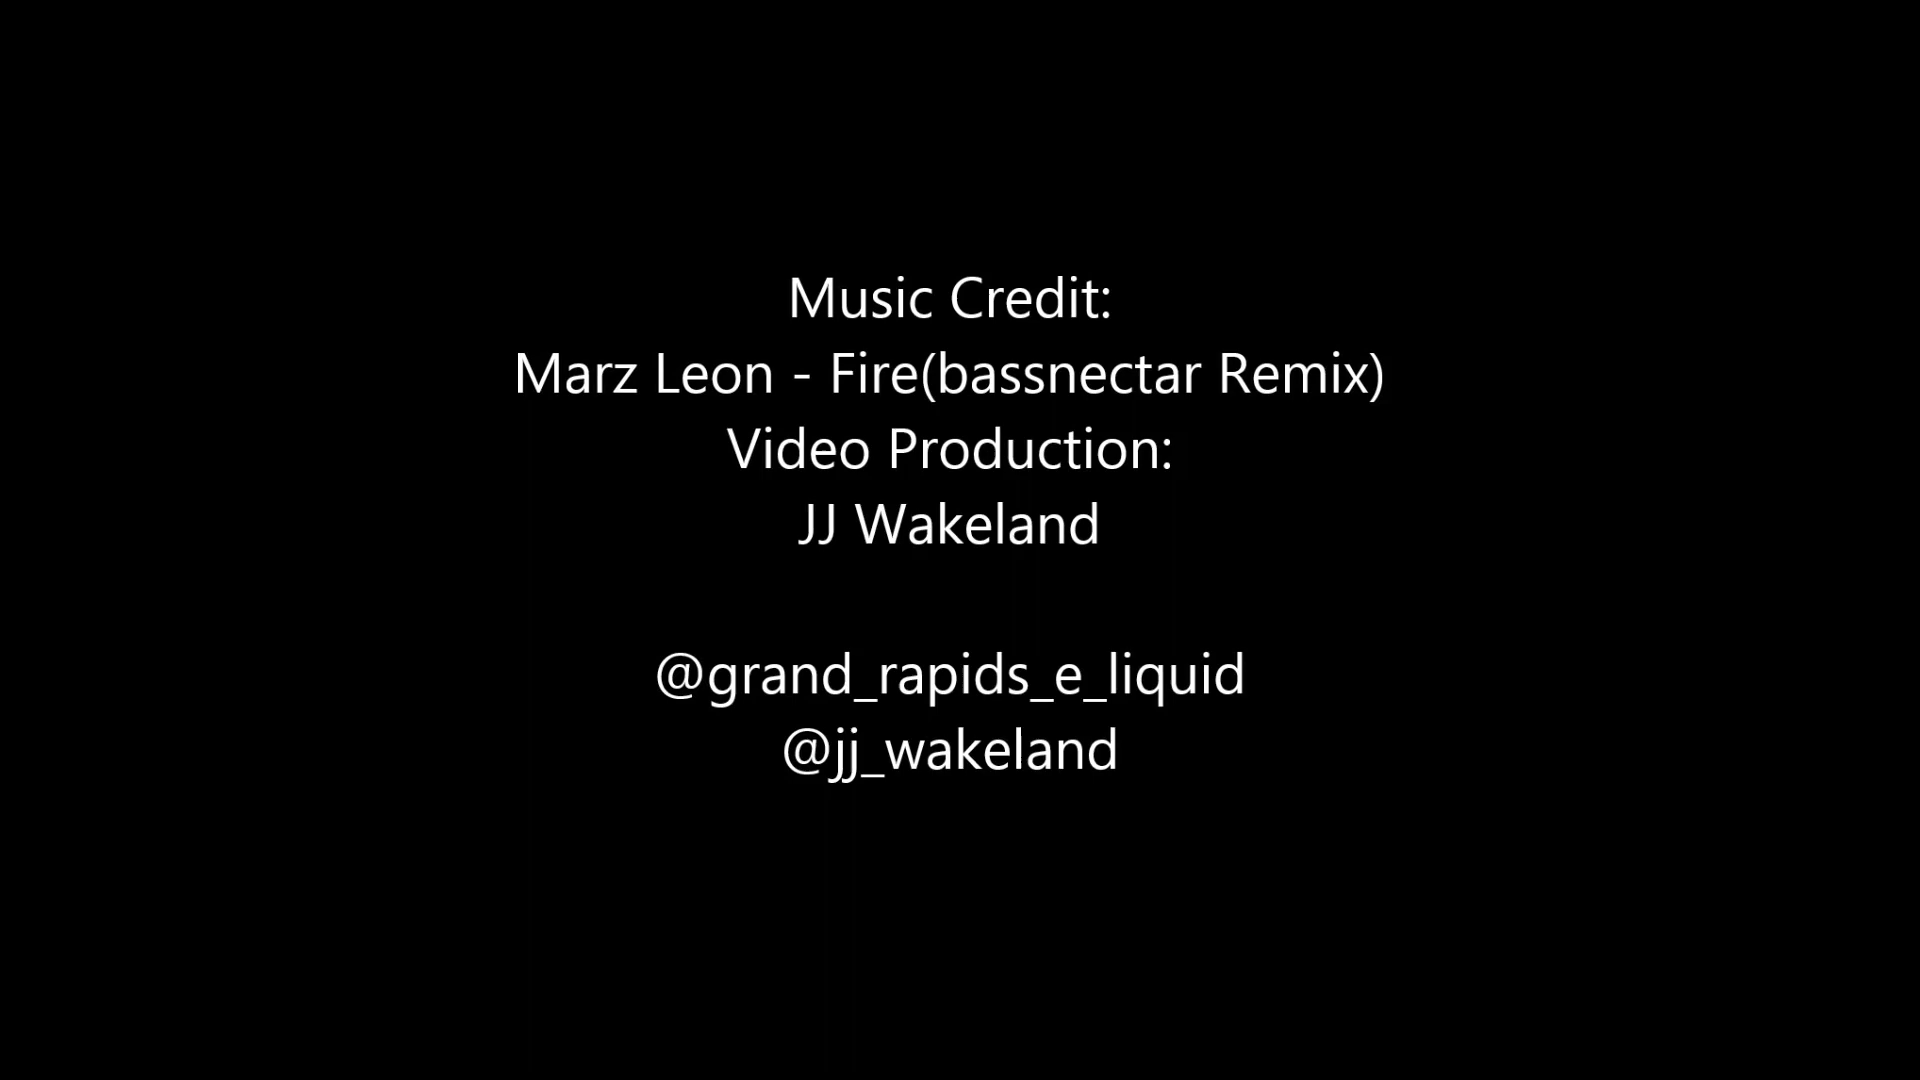 Music Credit:
Marz Leon - Fire(bassnectar Remix)
Video Production:
JJ Wakeland
@grand_rapids_e_liquid
@jj_wakeland